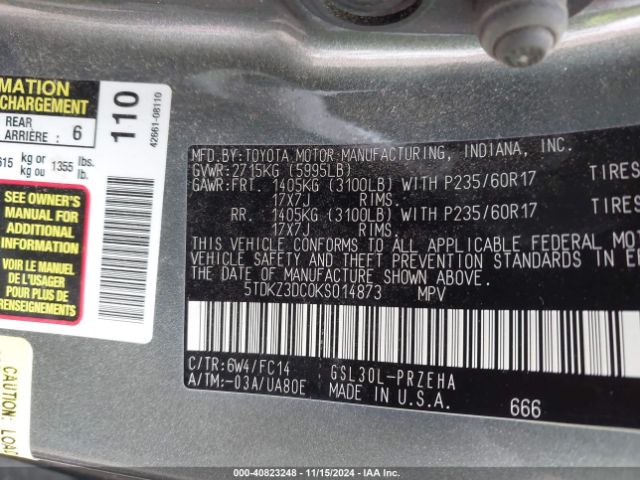 MATION
CHARGEMENT
REAR
ARRIÈRE : 6
110
42661-08110
615 kg or
kg ou 1355 lbs.
lb.
SEE OWNER'S
MANUAL FOR
ADDITIONAL
INFORMATION
VOIR LE MANUEL
DE L'USAGER
POUR PLUS DE
RENSEIGNEMENTS
CAUTION:
LOAD
MFD.BY:TOYOTA MOTOR MANUFACTURING, INDIANA, INC.
GVWR:2715KG (5995LB)
GAWR:FRT. 1405KG (3100LB) WITH P235/60R17 TIRES
17X7J RIMS.
RR. 1405KG (3100LB) WITH P235/60R17 TIRES
17X7J RIMS.
THIS VEHICLE CONFORMS TO ALL APPLICABLE FEDERAL MOT
VEHICLE SAFETY AND THEFT PREVENTION STANDARDS IN EF
THE DATE OF MANUFACTURE SHOWN ABOVE.
5TDKZ3DC0KS014873 MPV
C/TR:6W4/FC14 GSL30L-PRZEHA
A/TM:-03A/UA80E MADE IN U.S.A. 666
000-40823248 - 11/15/2024 - IAAI.COM